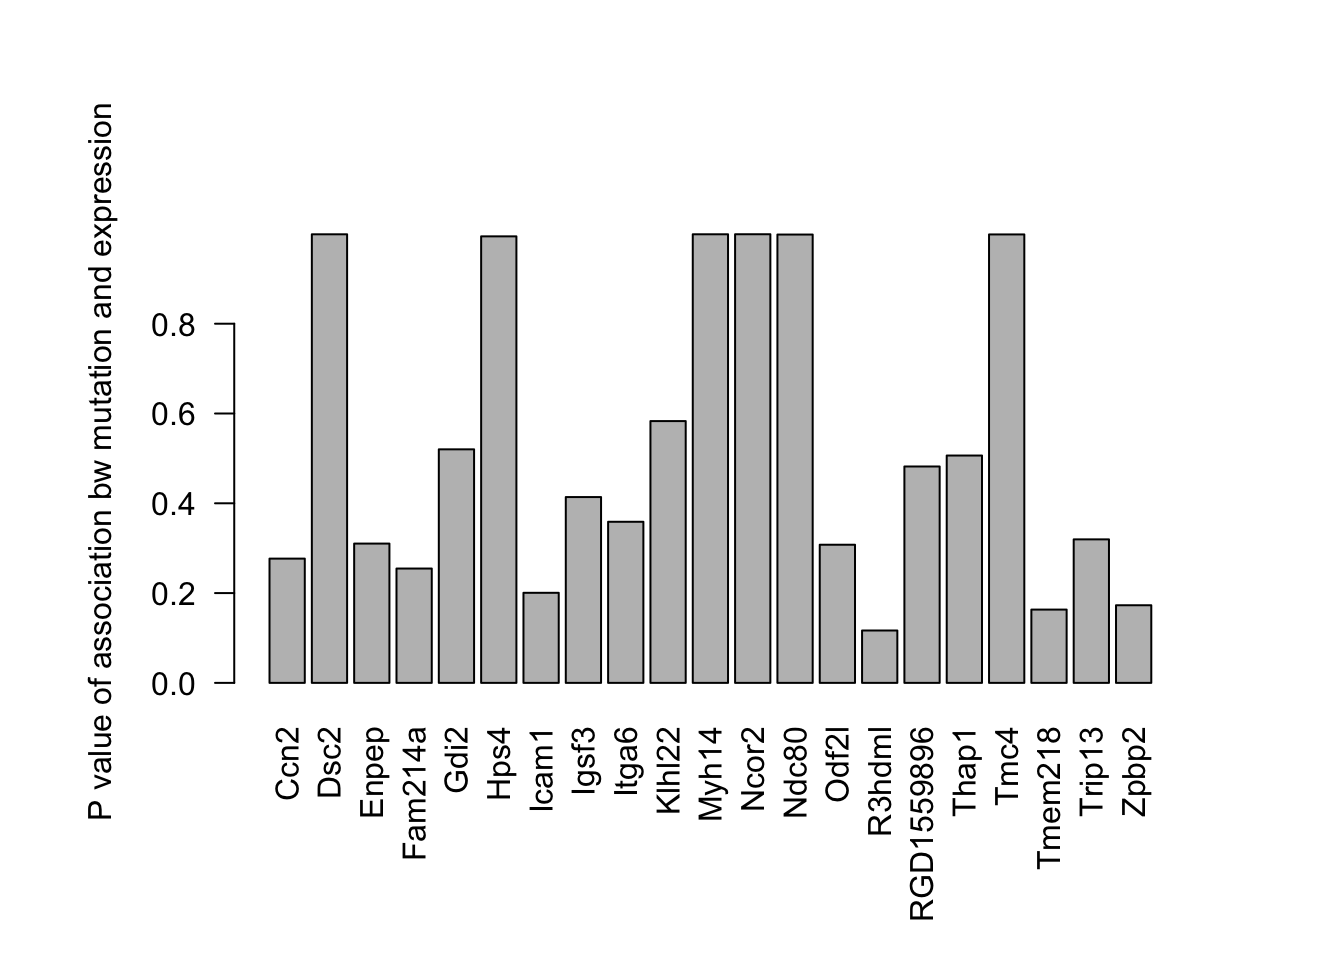 P value of association bw mutation and expression
0.8
0.6
0.4
0.2
0.0
Ccn2
Dsc2
Enpep
Fam214a
Gdi2
Hps4
Icam1
Igsf3
Itga6
Klhl22
Myh14
Ncor2
Ndc80
Odf2l
R3hdml
RGD1559896
Thap1
Tmc4
Tmem218
Trip13
Zpbp2